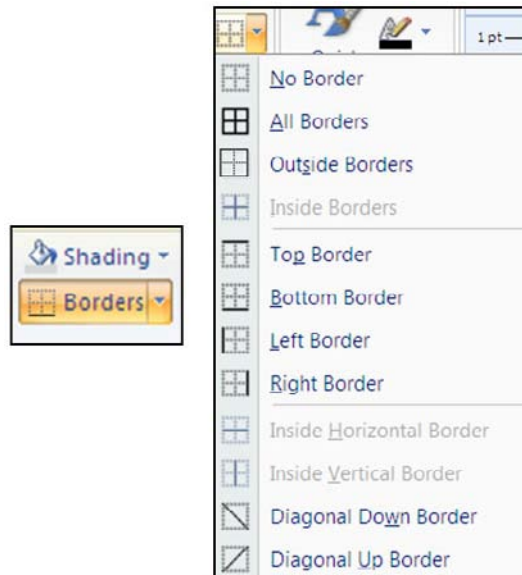 Shading
Borders
1 pt
No Border
All Borders
Outside Borders
Inside Borders
Top Border
Bottom Border
Left Border
Right Border
Inside Horizontal Border
Inside Vertical Border
Diagonal Down Border
Diagonal Up Border